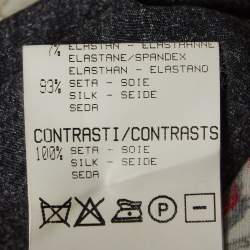 7% ELASTAN - ELASTHANNE
ELASTANE/SPANDEX
ELASTHAN - ELASTANO
93% SETA - SOIE
SILK - SEIDE
SEDA
CONTRASTI/CONTRASTS
100% SETA - SOIE
SILK - SEIDE
SEDA
P